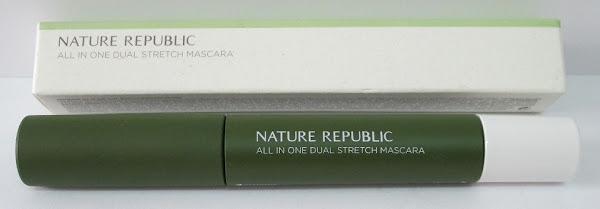 NATURE REPUBLIC
ALL IN ONE DUAL STRETCH MASCARA
NATURE REPUBLIC
ALL IN ONE DUAL STRETCH MASCARA